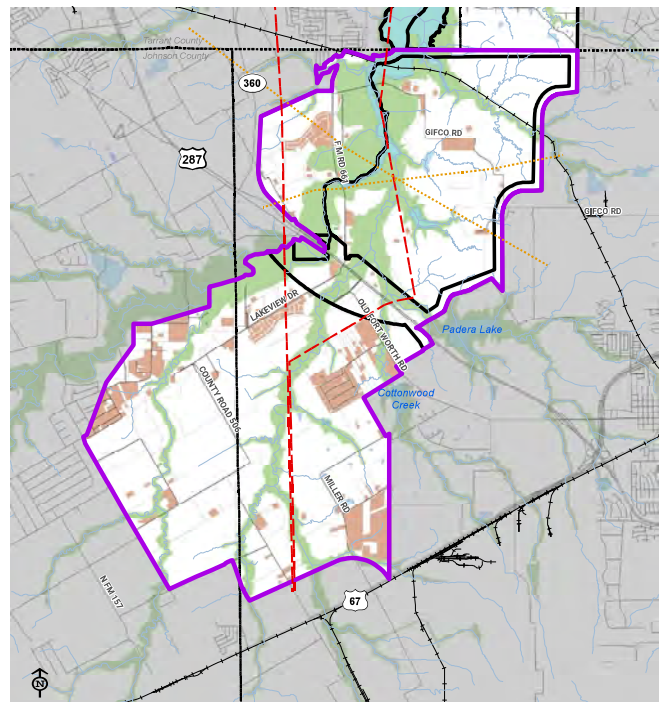 Tarrant County
Johnson County
360
287
F M RD 661
GIFCO RD
GIFCO RD
LAKEVIEW DR
OLD FORT WORTH RD
Padera Lake
COUNTY ROAD 506
Cottonwood
Creek
MILLER RD
N FM 157
67
N